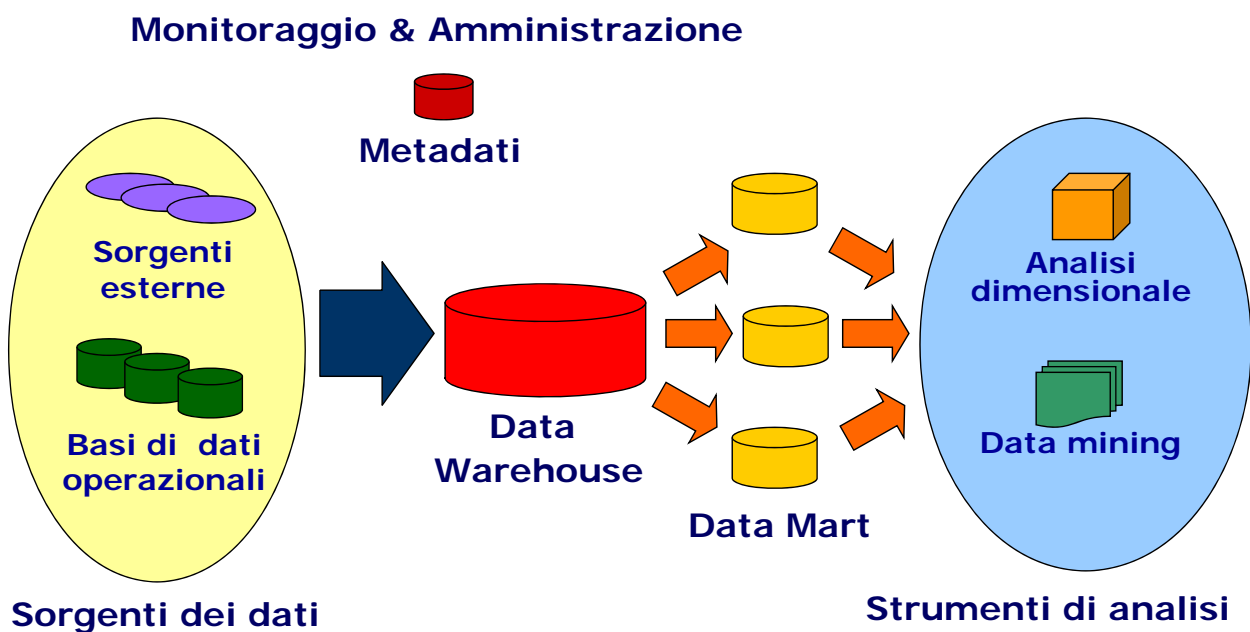 Monitoraggio & Amministrazione
Metadati
Sorgenti
esterne
Basi di dati
operazionali
Sorgenti dei dati
Data
Warehouse
Data Mart
Analisi
dimensionale
Data mining
Strumenti di analisi